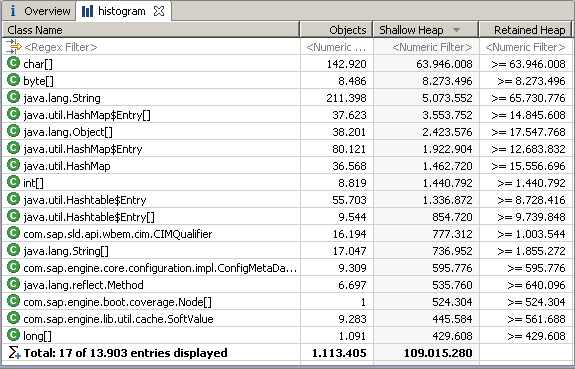 Overview histogram
Class Name Objects Shallow Heap Retained Heap
<Regex Filter> <Numeric ... <Numeric Filter> <Numeric Filter>
char[] 142.920 63.946.008 >= 63.946.008
byte[] 8.486 8.273.496 >= 8.273.496
java.lang.String 211.398 5.073.552 >= 65.730.776
java.util.HashMap$Entry[] 37.623 3.553.752 >= 14.845.608
java.lang.Object[] 38.201 2.423.576 >= 17.547.768
java.util.HashMap$Entry 80.121 1.922.904 >= 12.683.832
java.util.HashMap 36.568 1.462.720 >= 15.556.696
int[] 8.819 1.440.792 >= 1.440.792
java.util.Hashtable$Entry 55.703 1.336.872 >= 8.728.416
java.util.Hashtable$Entry[] 9.544 854.720 >= 9.739.848
com.sap.sld.api.wbem.cim.CIMQualifier 16.194 777.312 >= 1.003.544
java.lang.String[] 17.047 736.952 >= 1.855.272
com.sap.engine.core.configuration.impl.ConfigMetaDa... 9.309 595.776 >= 595.776
java.lang.reflect.Method 6.697 535.760 >= 640.096
com.sap.engine.boot.coverage.Node[] 1 524.304 >= 524.304
com.sap.engine.lib.util.cache.SoftValue 9.283 445.584 >= 561.688
long[] 1.091 429.608 >= 429.608
Total: 17 of 13.903 entries displayed 1.113.405 109.015.280